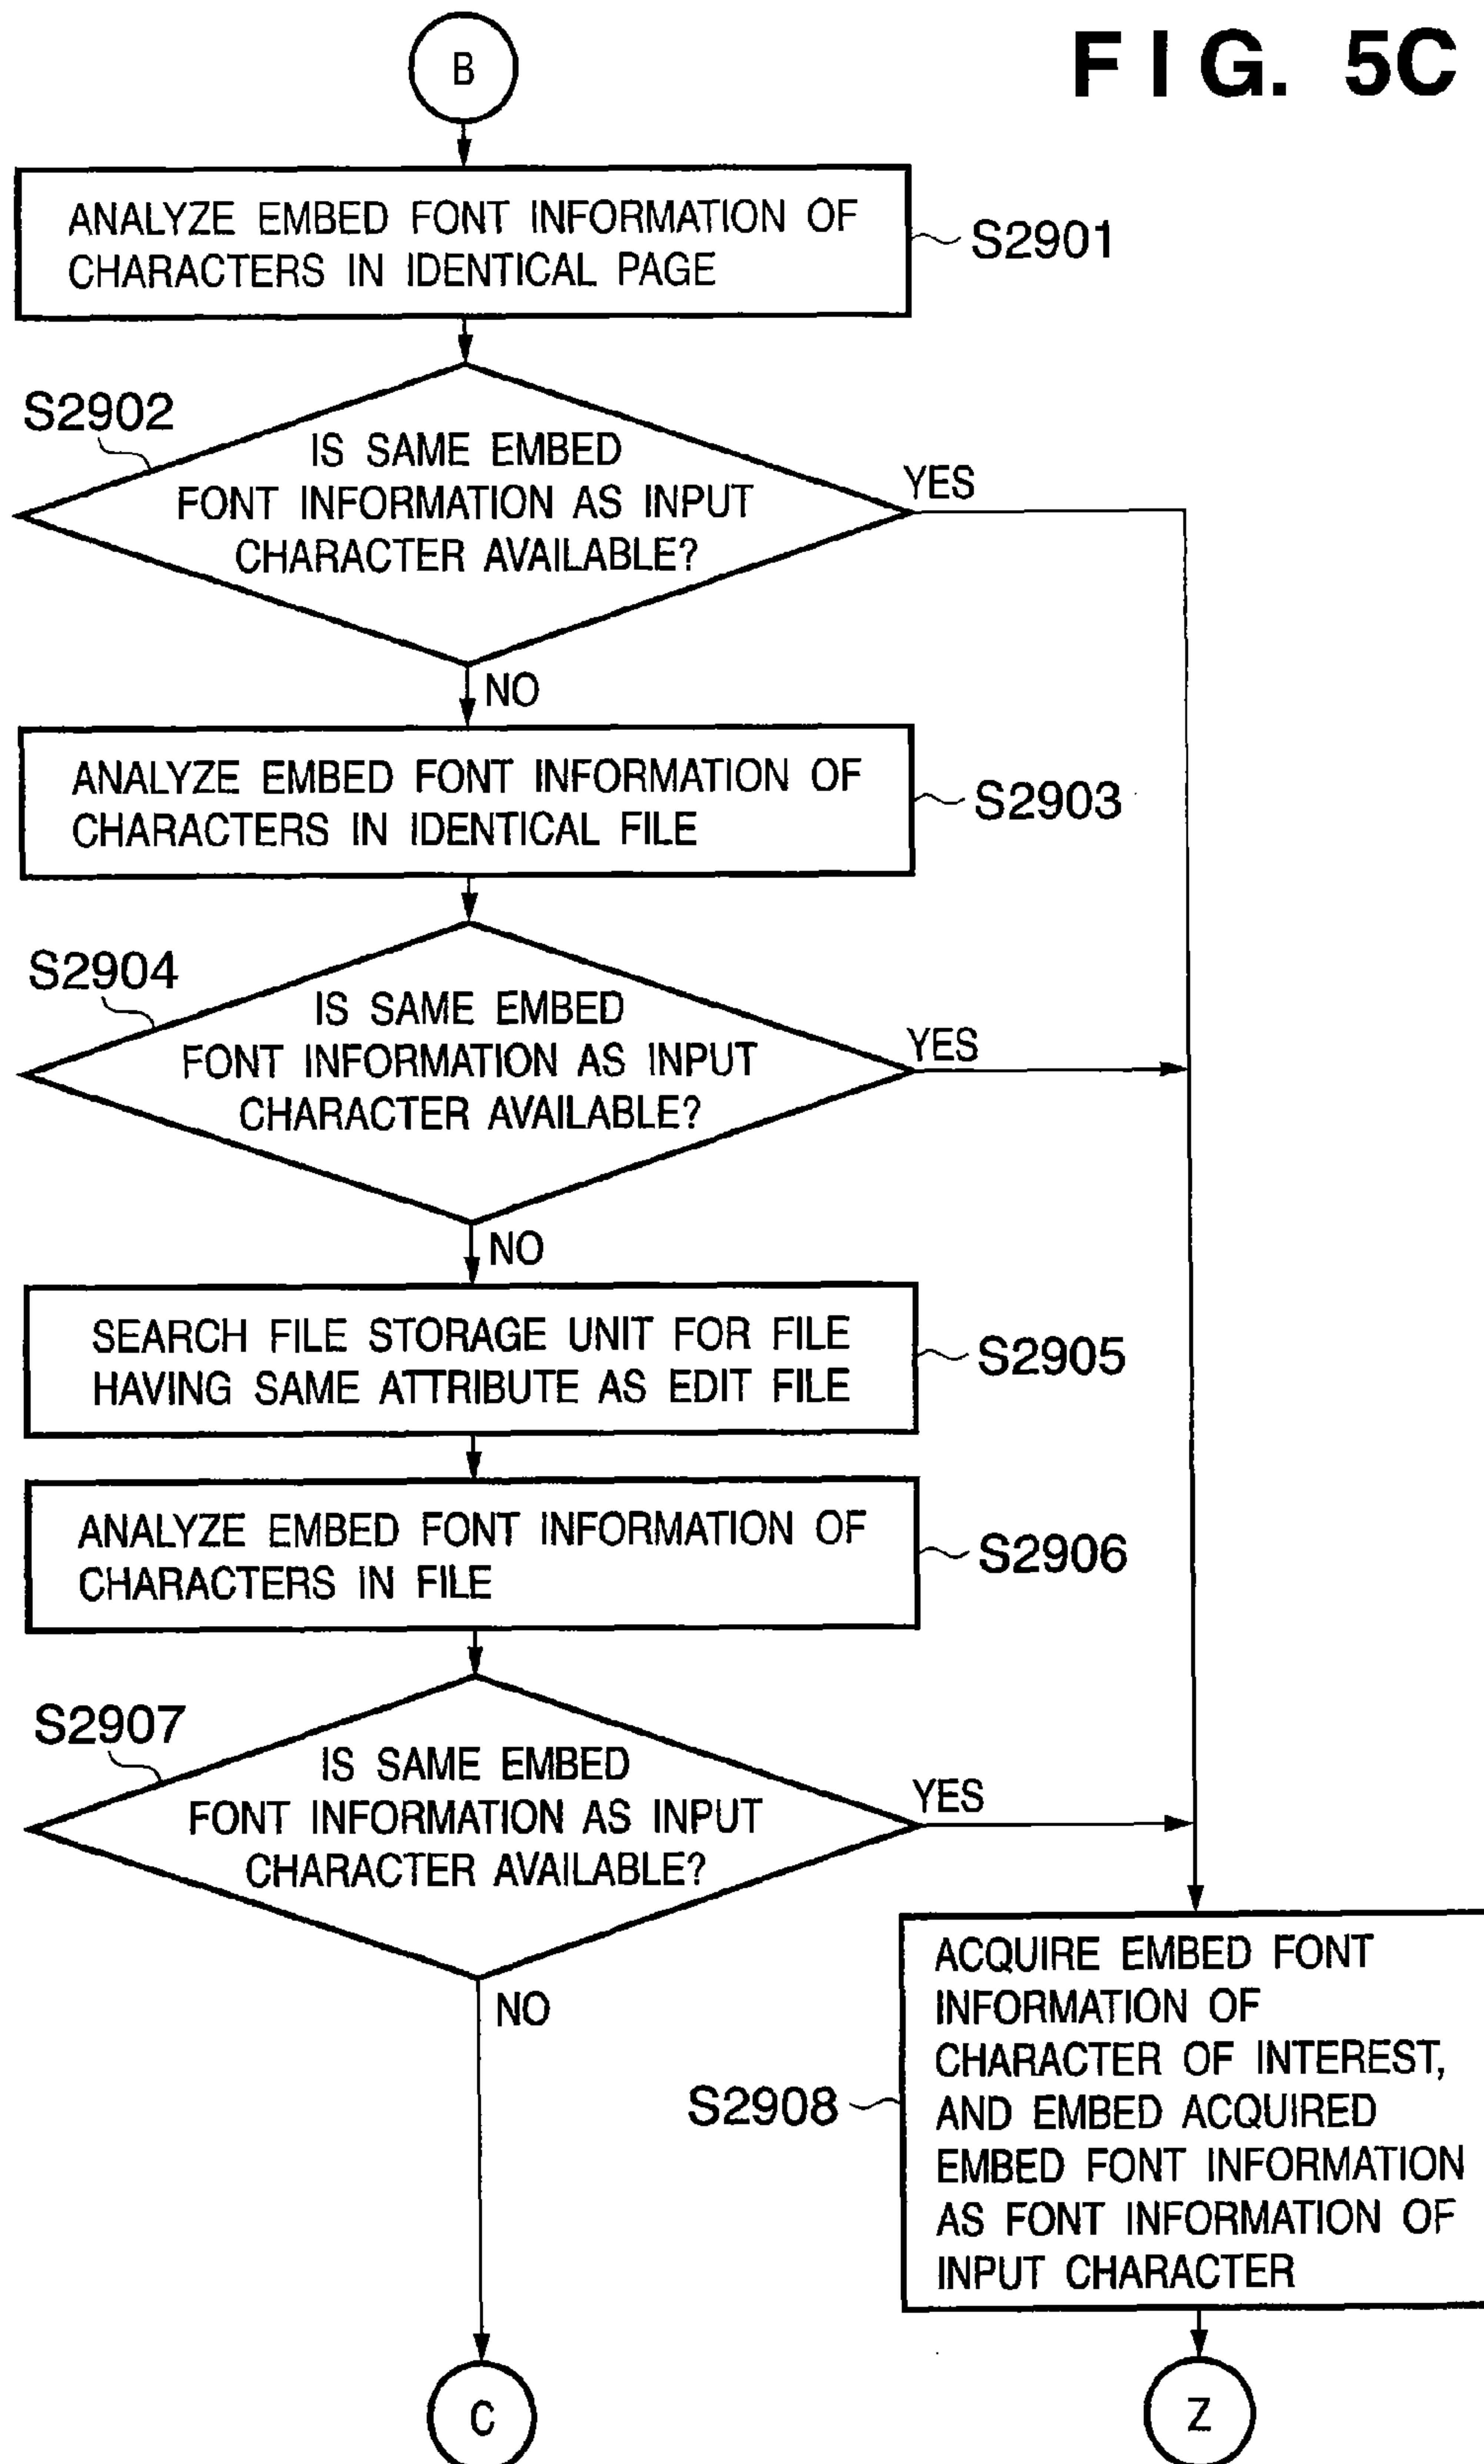 FIG. 5C
B
ANALYZE EMBED FONT INFORMATION OF
CHARACTERS IN IDENTICAL PAGE
S2901
S2902
IS SAME EMBED
FONT INFORMATION AS INPUT
CHARACTER AVAILABLE?
YES
NO
ANALYZE EMBED FONT INFORMATION OF
CHARACTERS IN IDENTICAL FILE
S2903
S2904
IS SAME EMBED
FONT INFORMATION AS INPUT
CHARACTER AVAILABLE?
YES
NO
SEARCH FILE STORAGE UNIT FOR FILE
HAVING SAME ATTRIBUTE AS EDIT FILE
S2905
ANALYZE EMBED FONT INFORMATION OF
CHARACTERS IN FILE
S2906
S2907
IS SAME EMBED
FONT INFORMATION AS INPUT
CHARACTER AVAILABLE?
YES
NO
ACQUIRE EMBED FONT
INFORMATION OF
CHARACTER OF INTEREST,
AND EMBED ACQUIRED
EMBED FONT INFORMATION
AS FONT INFORMATION OF
INPUT CHARACTER
S2908
C
Z